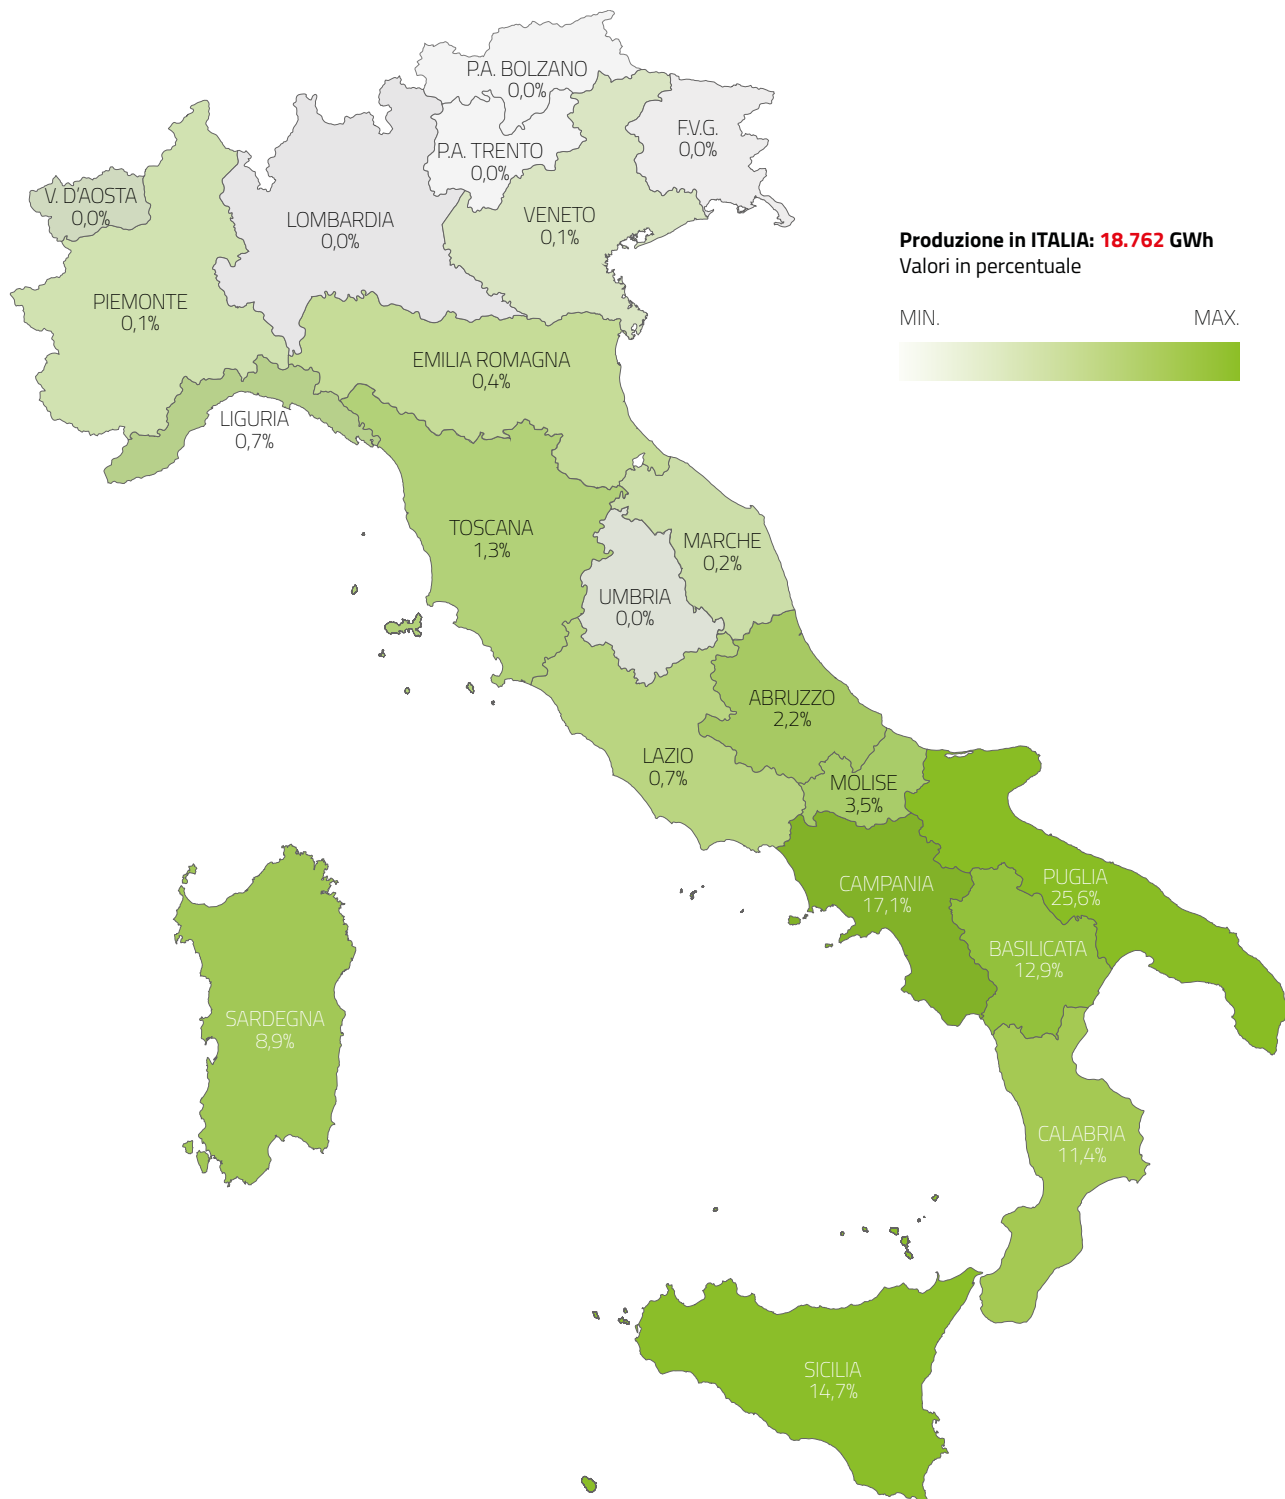 P.A. BOLZANO
0,0%
F.V.G.
0,0%
P.A. TRENTO
0,0%
V. D'AOSTA
0,0%
LOMBARDIA
0,0%
VENETO
0,1%
Produzione in ITALIA: 18.762 GWh
Valori in percentuale
MIN.
MAX.
PIEMONTE
0,1%
EMILIA ROMAGNA
0,4%
LIGURIA
0,7%
TOSCANA
1,3%
MARCHE
0,2%
UMBRIA
0,0%
ABRUZZO
2,2%
LAZIO
0,7%
MOLISE
3,5%
CAMPANIA
17,1%
PUGLIA
25,6%
BASILICATA
12,9%
SARDEGNA
8,9%
CALABRIA
11,4%
SICILIA
14,7%